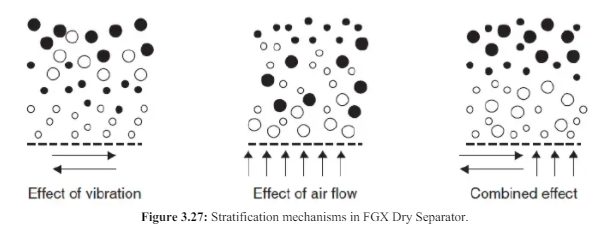 Effect of vibration
Effect of air flow
Combined effect
Figure 3.27: Stratification mechanisms in FGX Dry Separator.